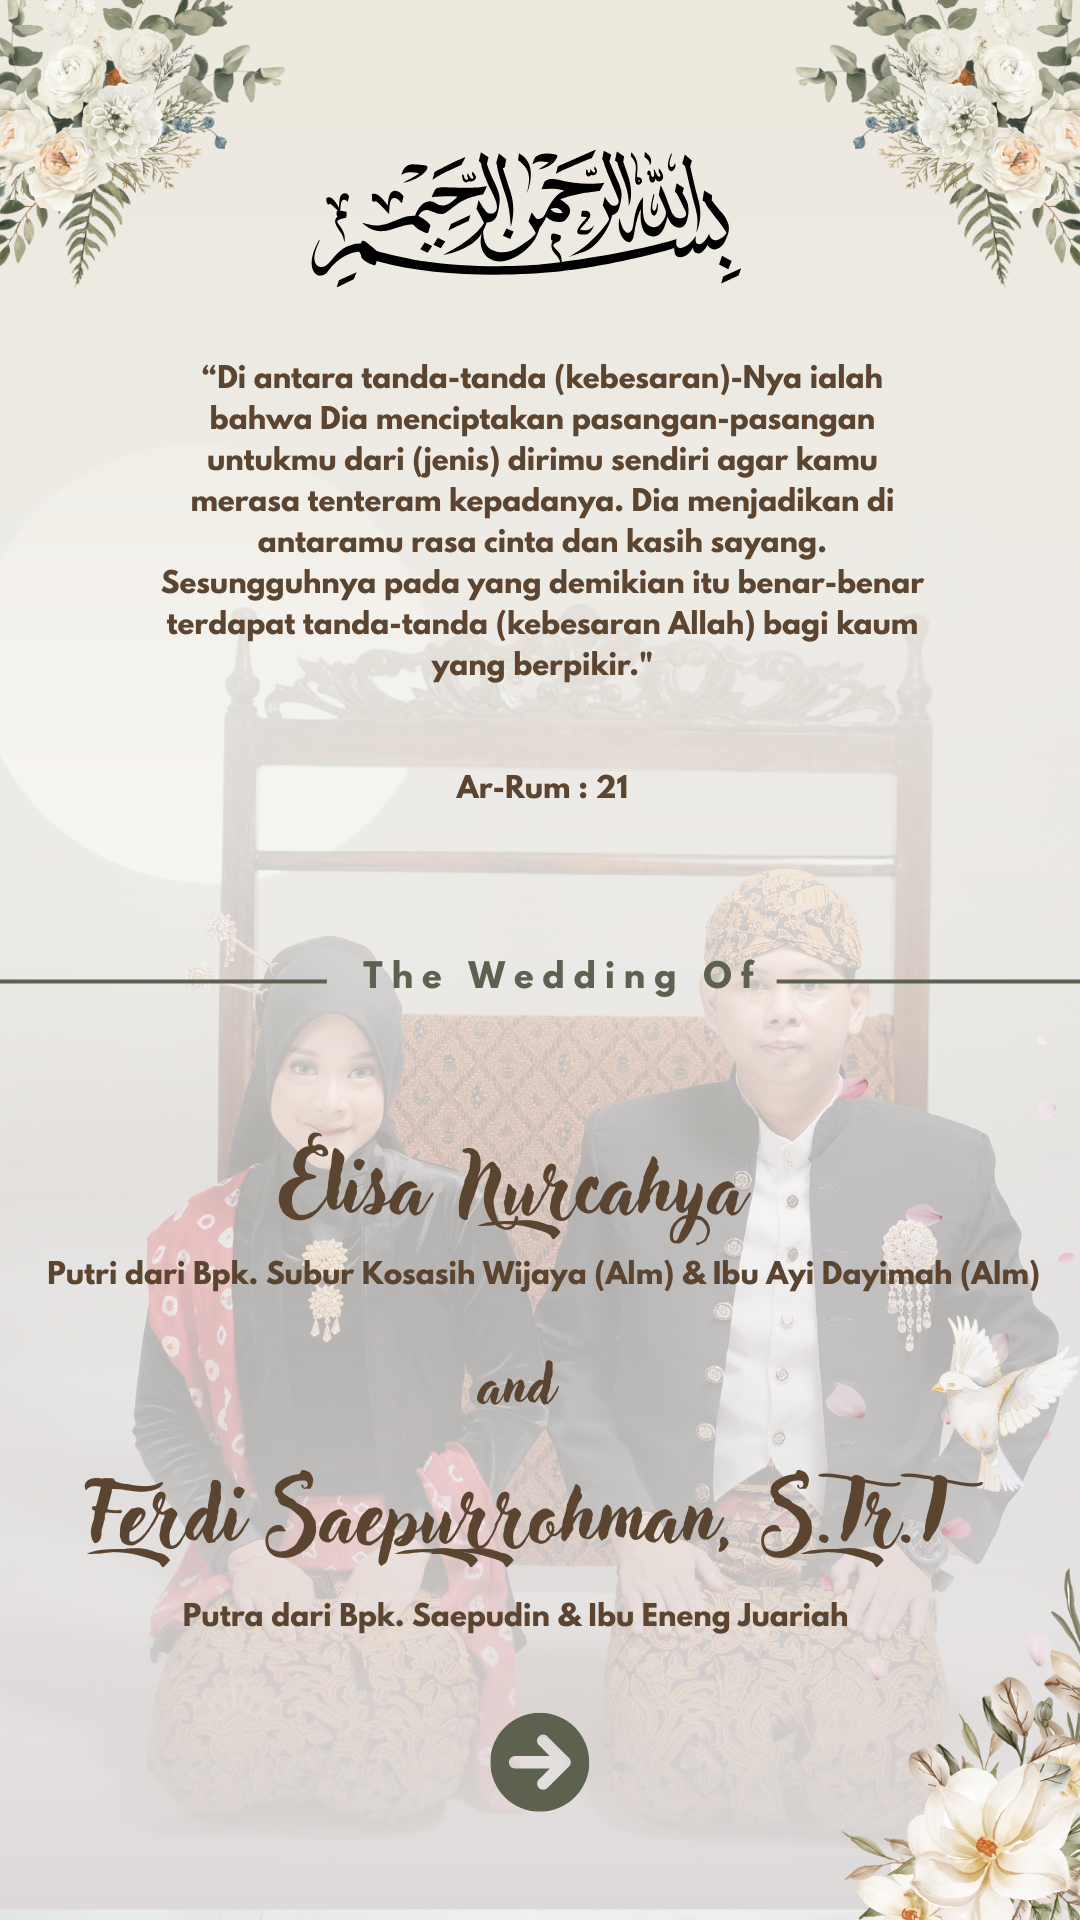 بسم الله الرحمن الرحيم
“Di antara tanda-tanda (kebesaran)-Nya ialah
bahwa Dia menciptakan pasangan-pasangan
untukmu dari (jenis) dirimu sendiri agar kamu
merasa tenteram kepadanya. Dia menjadikan di
antaramu rasa cinta dan kasih sayang.
Sesungguhnya pada yang demikian itu benar-benar
terdapat tanda-tanda (kebesaran Allah) bagi kaum
yang berpikir."
Ar-Rum : 21
The Wedding Of
Elisa Nurcahya
Putri dari Bpk. Subur Kosasih Wijaya (Alm) & Ibu Ayi Dayimah (Alm)
and
Ferdi Saepurrohman, S.Tr.T
Putra dari Bpk. Saepudin & Ibu Eneng Juariah